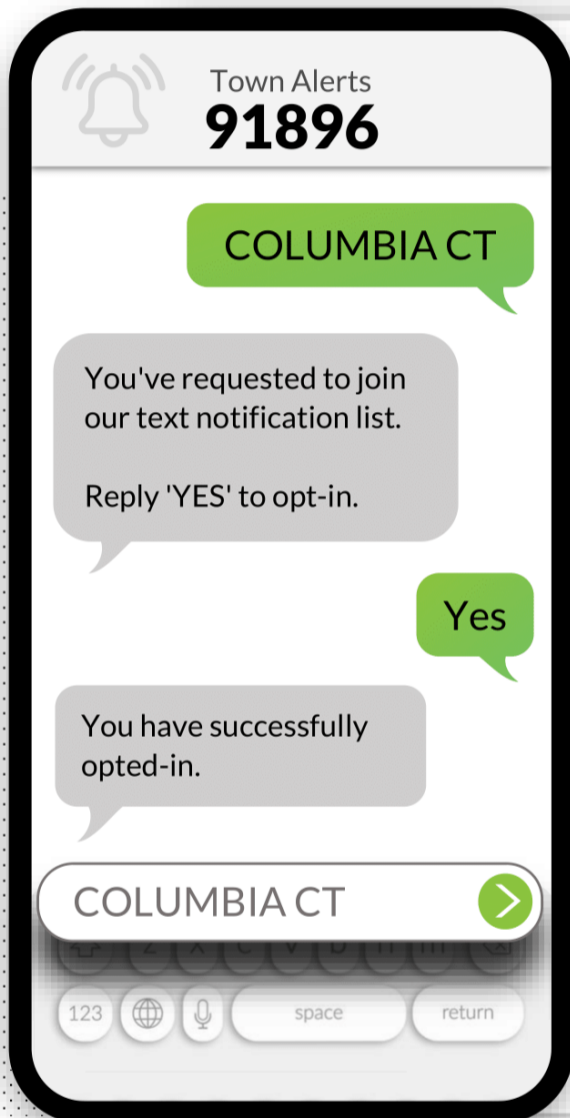 Town Alerts
91896
COLUMBIA CT
You've requested to join
our text notification list.
Reply 'YES' to opt-in.
Yes
You have successfully
opted-in.
COLUMBIA CT
Z X C V B n m
123 space return